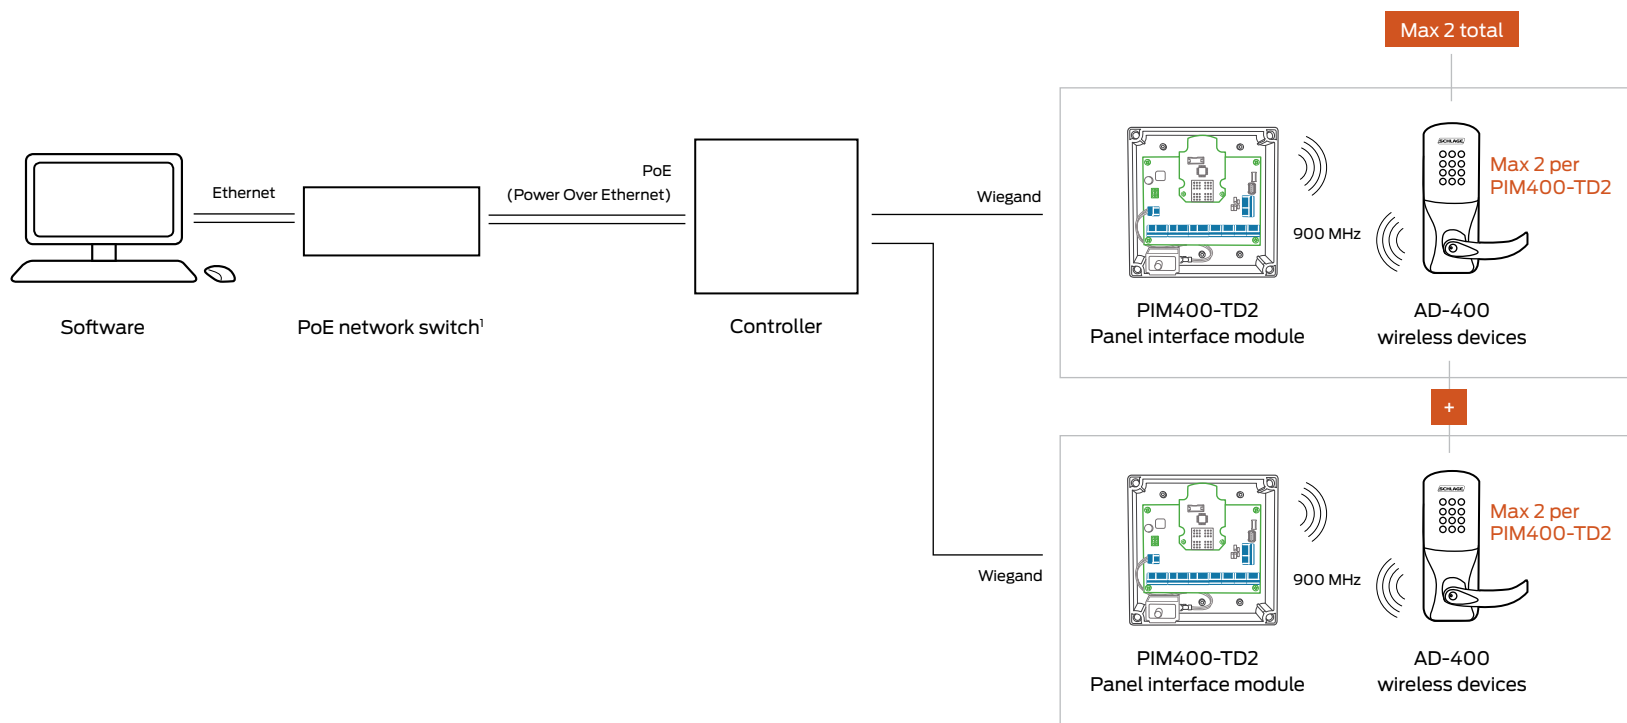 Max 2 total
SCHLAGE
Max 2 per
PIM400-TD2
PoE
(Power Over Ethernet)
Ethernet
Wiegand
900 MHz
Software
PoE network switch¹
Controller
PIM400-TD2
Panel interface module
AD-400
wireless devices
+
SCHLAGE
Max 2 per
PIM400-TD2
Wiegand
900 MHz
PIM400-TD2
Panel interface module
AD-400
wireless devices